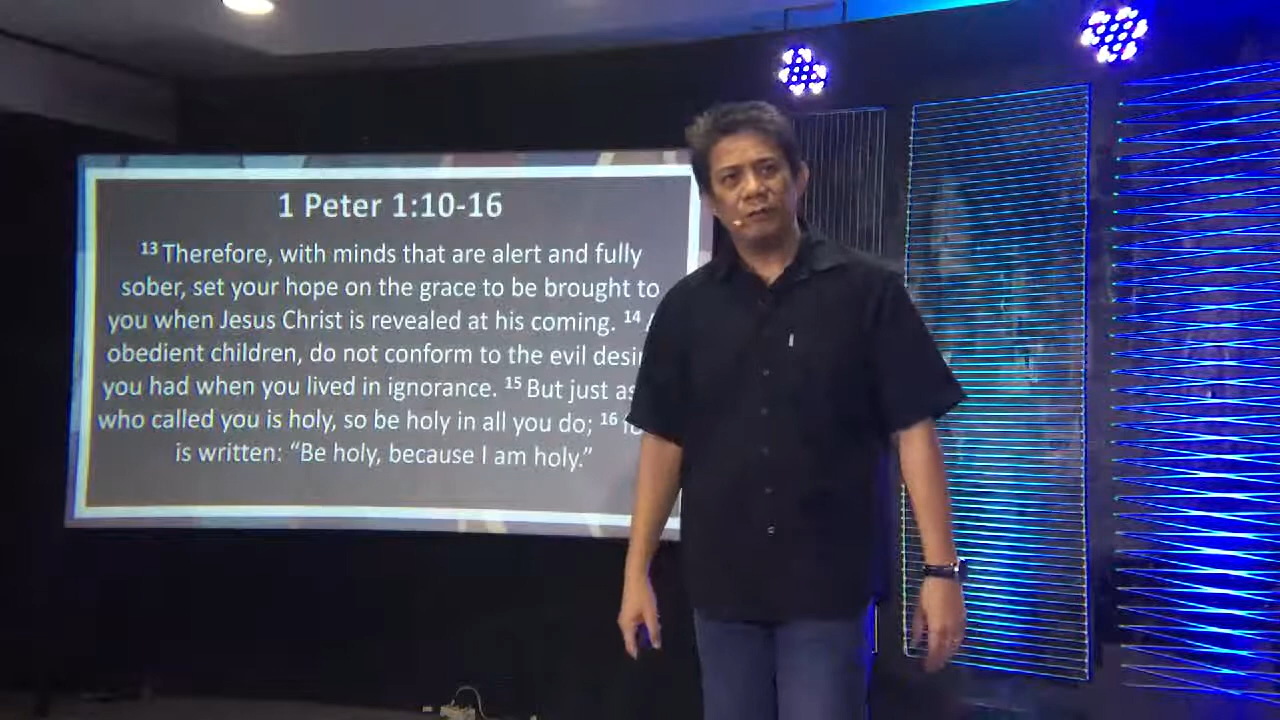 1 Peter 1:10-16
13 Therefore, with minds that are alert and fully
sober, set your hope on the grace to be brought to
you when Jesus Christ is revealed at his coming. 14
obedient children, do not conform to the evil
you had when you lived in ignorance. 15 But just as
who called you is holy, so be holy in all you do; 16
is written: “Be holy, because I am holy.”